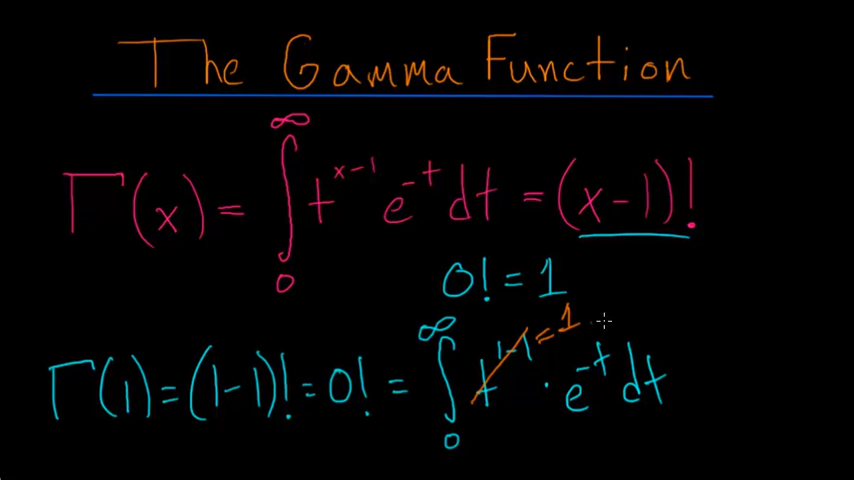 The Gamma Function
Γ(x) = ∫₀^∞ t^(x-1) e^(-t) dt = (x-1)!
0! = 1
Γ(1) = (1-1)! = 0! = ∫₀^∞ t^(1-1) = 1 · e^(-t) dt